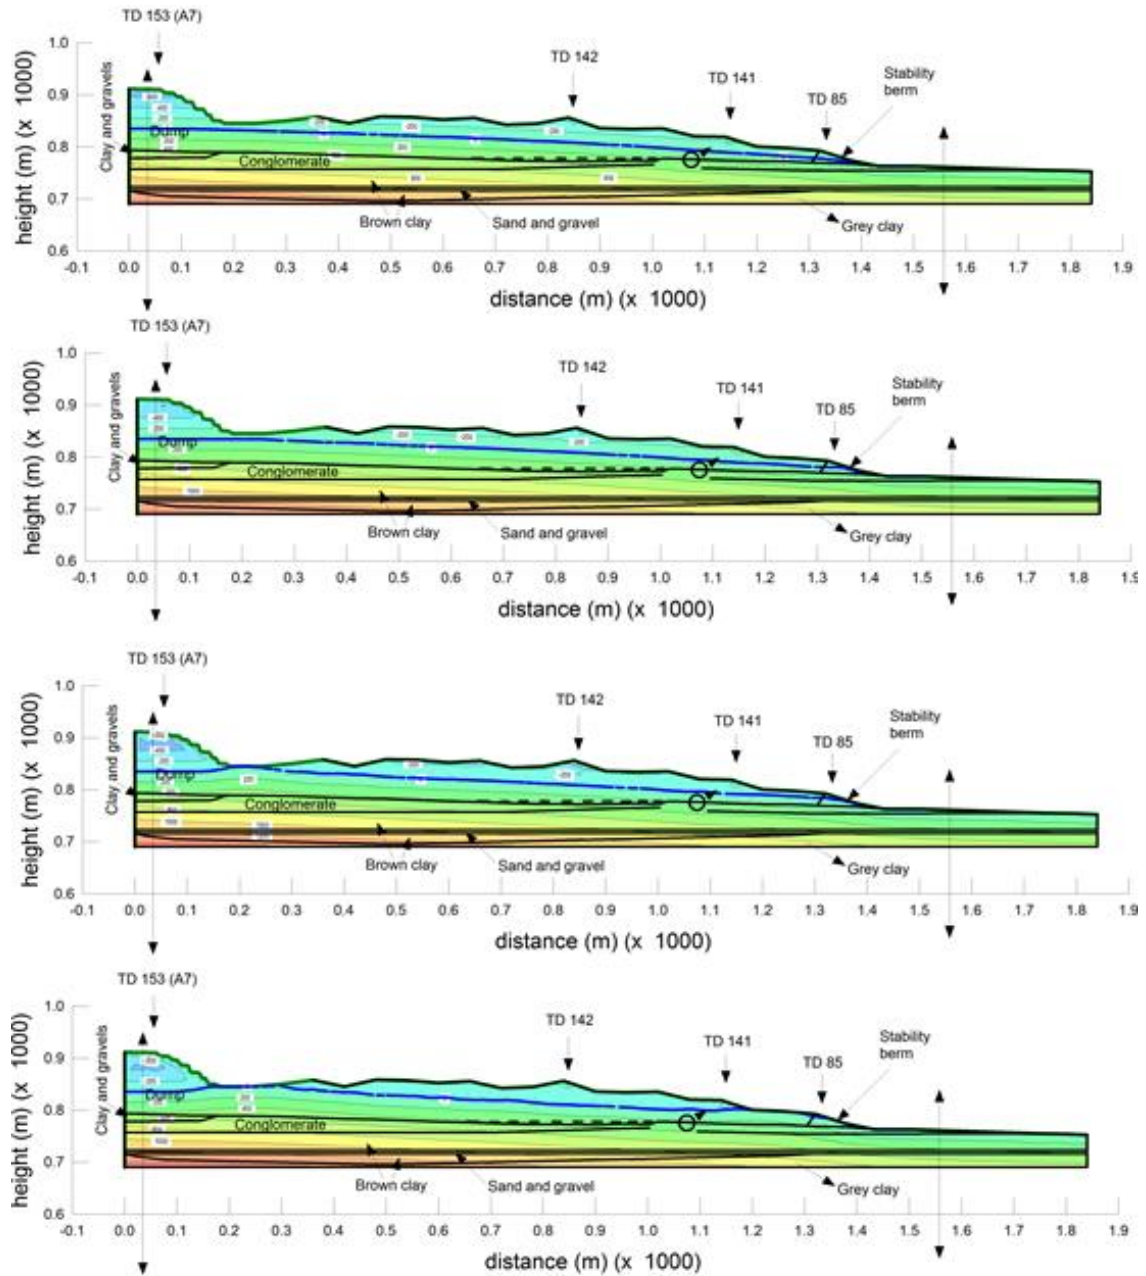 TD 153 (A7)
1.0
TD 142
TD 141
Stability
berm
TD 85
0.9
0.8
0.7
0.6
height (m) (x 1000)
Clay and gravels
Dump
Conglomerate
Brown clay
Sand and gravel
Grey clay
-0.1 0.0 0.1 0.2 0.3 0.4 0.5 0.6 0.7 0.8 0.9 1.0 1.1 1.2 1.3 1.4 1.5 1.6 1.7 1.8 1.9
distance (m) (x 1000)
TD 153 (A7)
1.0
TD 142
TD 141
Stability
berm
TD 85
0.9
0.8
0.7
0.6
height (m) (x 1000)
Clay and gravels
Dump
Conglomerate
Brown clay
Sand and gravel
Grey clay
-0.1 0.0 0.1 0.2 0.3 0.4 0.5 0.6 0.7 0.8 0.9 1.0 1.1 1.2 1.3 1.4 1.5 1.6 1.7 1.8 1.9
distance (m) (x 1000)
TD 153 (A7)
1.0
TD 142
TD 141
Stability
berm
TD 85
0.9
0.8
0.7
0.6
height (m) (x 1000)
Clay and gravels
Dump
Conglomerate
Brown clay
Sand and gravel
Grey clay
-0.1 0.0 0.1 0.2 0.3 0.4 0.5 0.6 0.7 0.8 0.9 1.0 1.1 1.2 1.3 1.4 1.5 1.6 1.7 1.8 1.9
distance (m) (x 1000)
TD 153 (A7)
1.0
TD 142
TD 141
Stability
berm
TD 85
0.9
0.8
0.7
0.6
height (m) (x 1000)
Clay and gravels
Dump
Conglomerate
Brown clay
Sand and gravel
Grey clay
-0.1 0.0 0.1 0.2 0.3 0.4 0.5 0.6 0.7 0.8 0.9 1.0 1.1 1.2 1.3 1.4 1.5 1.6 1.7 1.8 1.9
distance (m) (x 1000)